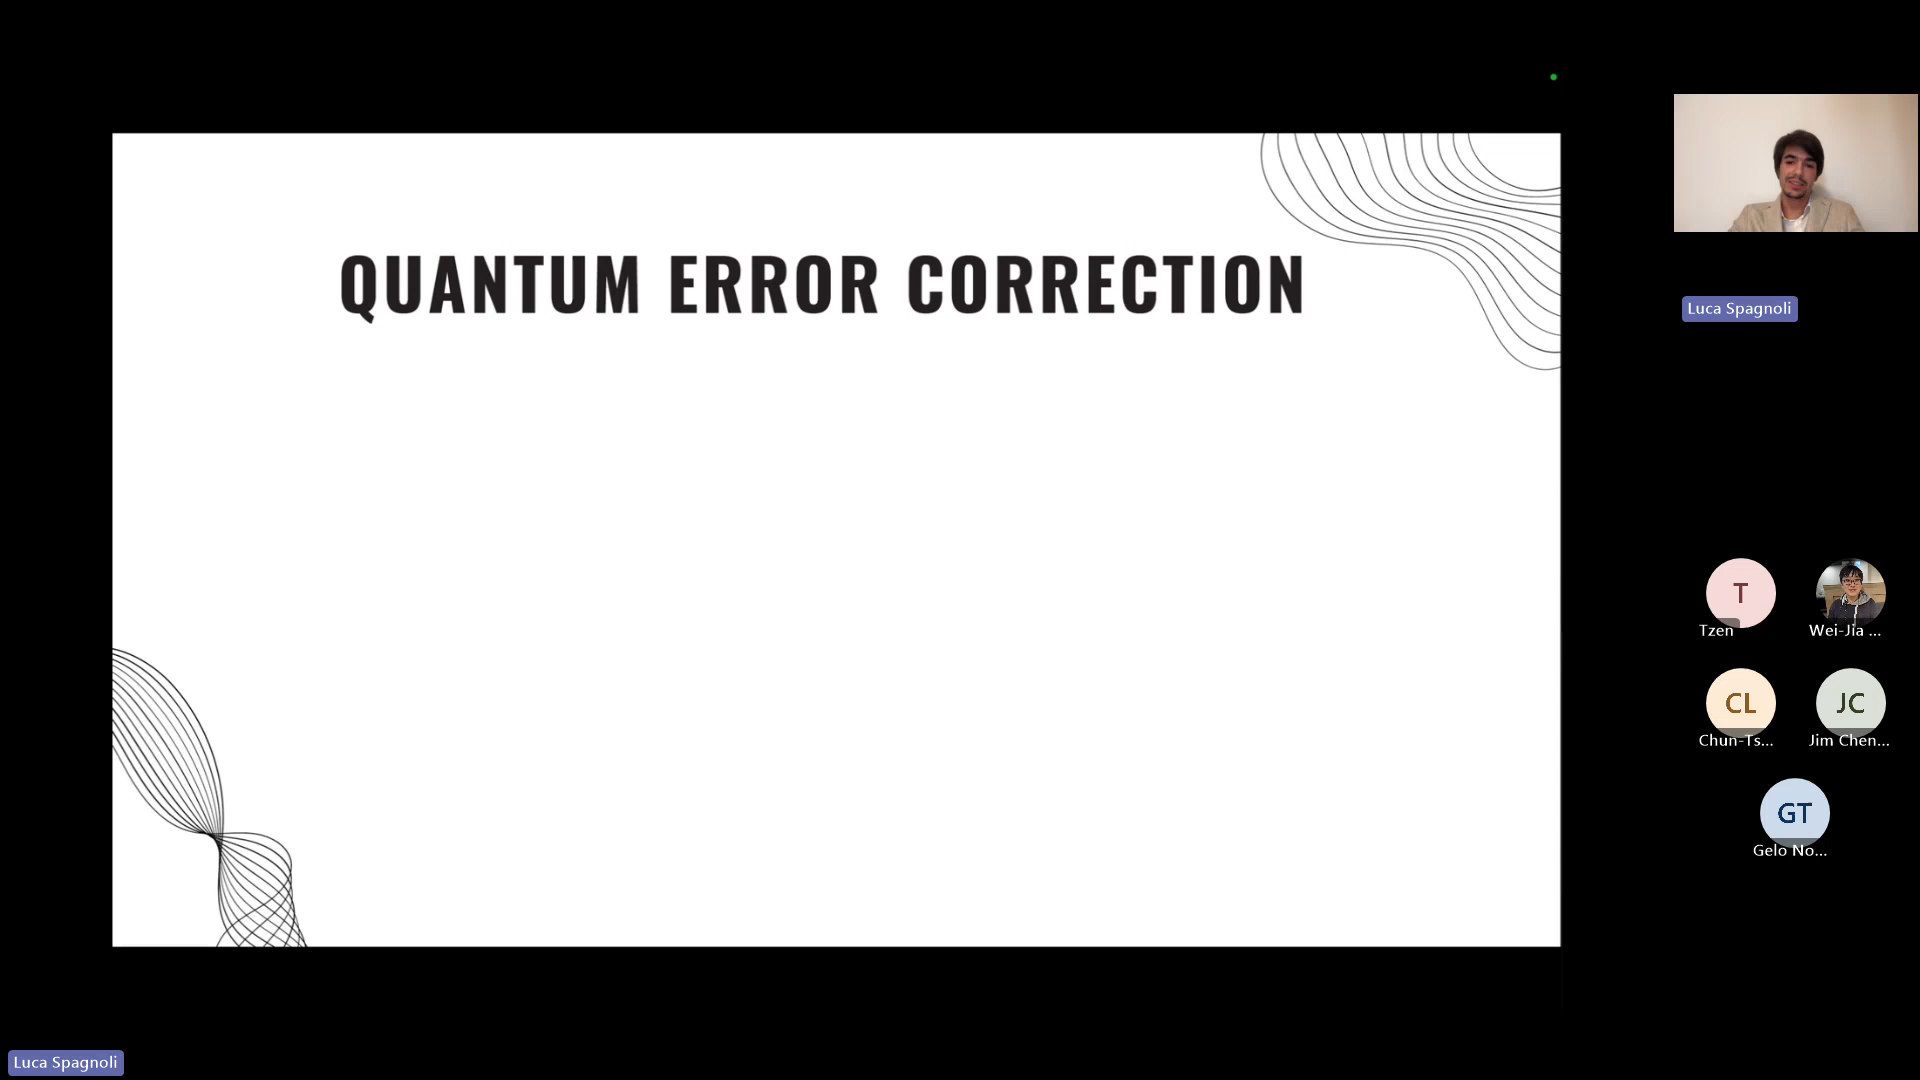 QUANTUM ERROR CORRECTION
Luca Spagnoli
T
Tzen
Wei-Jia ...
CL
Chun-Ts...
JC
Jim Chen...
GT
Gelo No...
Luca Spagnoli